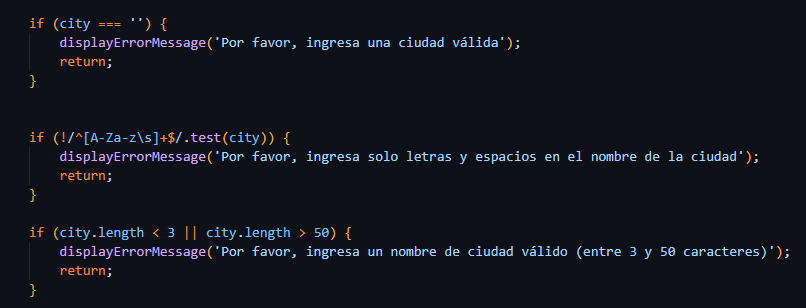 if (city === '') {
    displayErrorMessage('Por favor, ingresa una ciudad válida');
    return;
}
if (!/^[A-Za-z\s]+$/.test(city)) {
    displayErrorMessage('Por favor, ingresa solo letras y espacios en el nombre de la ciudad');
    return;
}
if (city.length < 3 || city.length > 50) {
    displayErrorMessage('Por favor, ingresa un nombre de ciudad válido (entre 3 y 50 caracteres)');
    return;
}